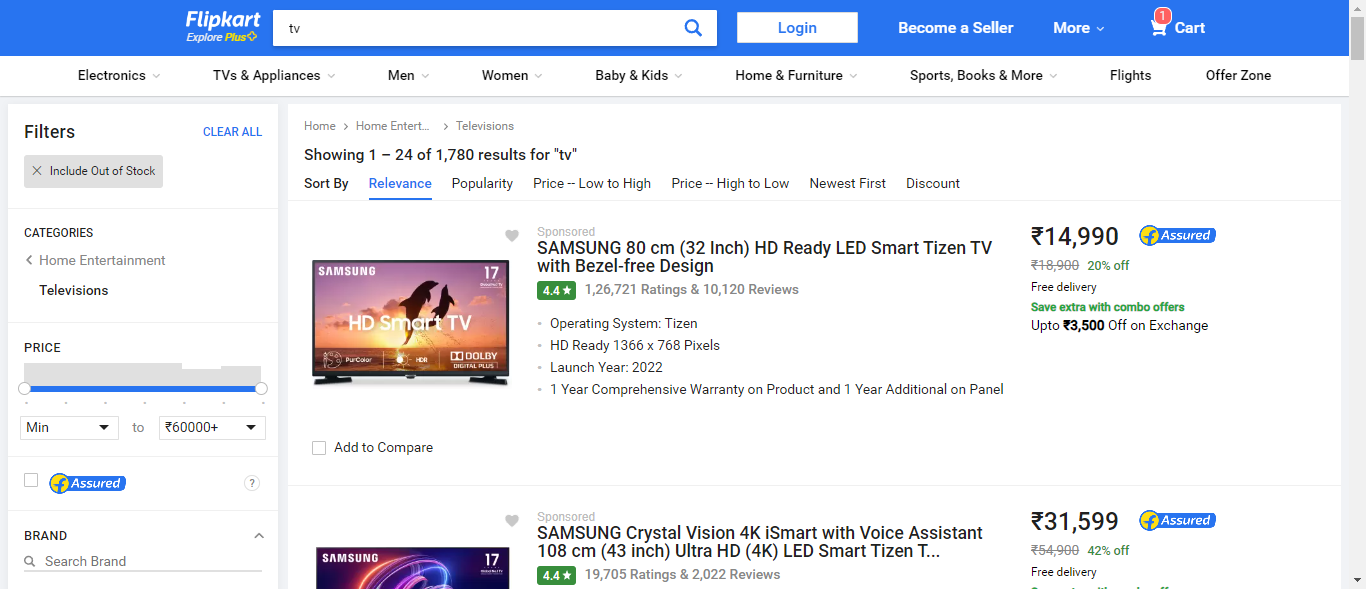 Flipkart
Explore Plus
tv
Login
Become a Seller
More
1
Cart
Electronics
TVs & Appliances
Men
Women
Baby & Kids
Home & Furniture
Sports, Books & More
Flights
Offer Zone
Filters
CLEAR ALL
Include Out of Stock
CATEGORIES
Home Entertainment
Televisions
PRICE
Min
to
₹60000+
Assured
?
BRAND
Search Brand
Home
Home Entert...
Televisions
Showing 1 – 24 of 1,780 results for "tv"
Sort By
Relevance
Popularity
Price -- Low to High
Price -- High to Low
Newest First
Discount
SAMSUNG
17
HD Smart TV
PurColor
HDR
DOLBY
DIGITAL PLUS
Add to Compare
Sponsored
SAMSUNG 80 cm (32 Inch) HD Ready LED Smart Tizen TV
with Bezel-free Design
4.4★
1,26,721 Ratings & 10,120 Reviews
Operating System: Tizen
HD Ready 1366 x 768 Pixels
Launch Year: 2022
1 Year Comprehensive Warranty on Product and 1 Year Additional on Panel
₹14,990
Assured
₹18,900 20% off
Free delivery
Save extra with combo offers
Upto ₹3,500 Off on Exchange
SAMSUNG
17
Sponsored
SAMSUNG Crystal Vision 4K iSmart with Voice Assistant
108 cm (43 inch) Ultra HD (4K) LED Smart Tizen T...
4.4★
19,705 Ratings & 2,022 Reviews
₹31,599
Assured
₹54,900 42% off
Free delivery